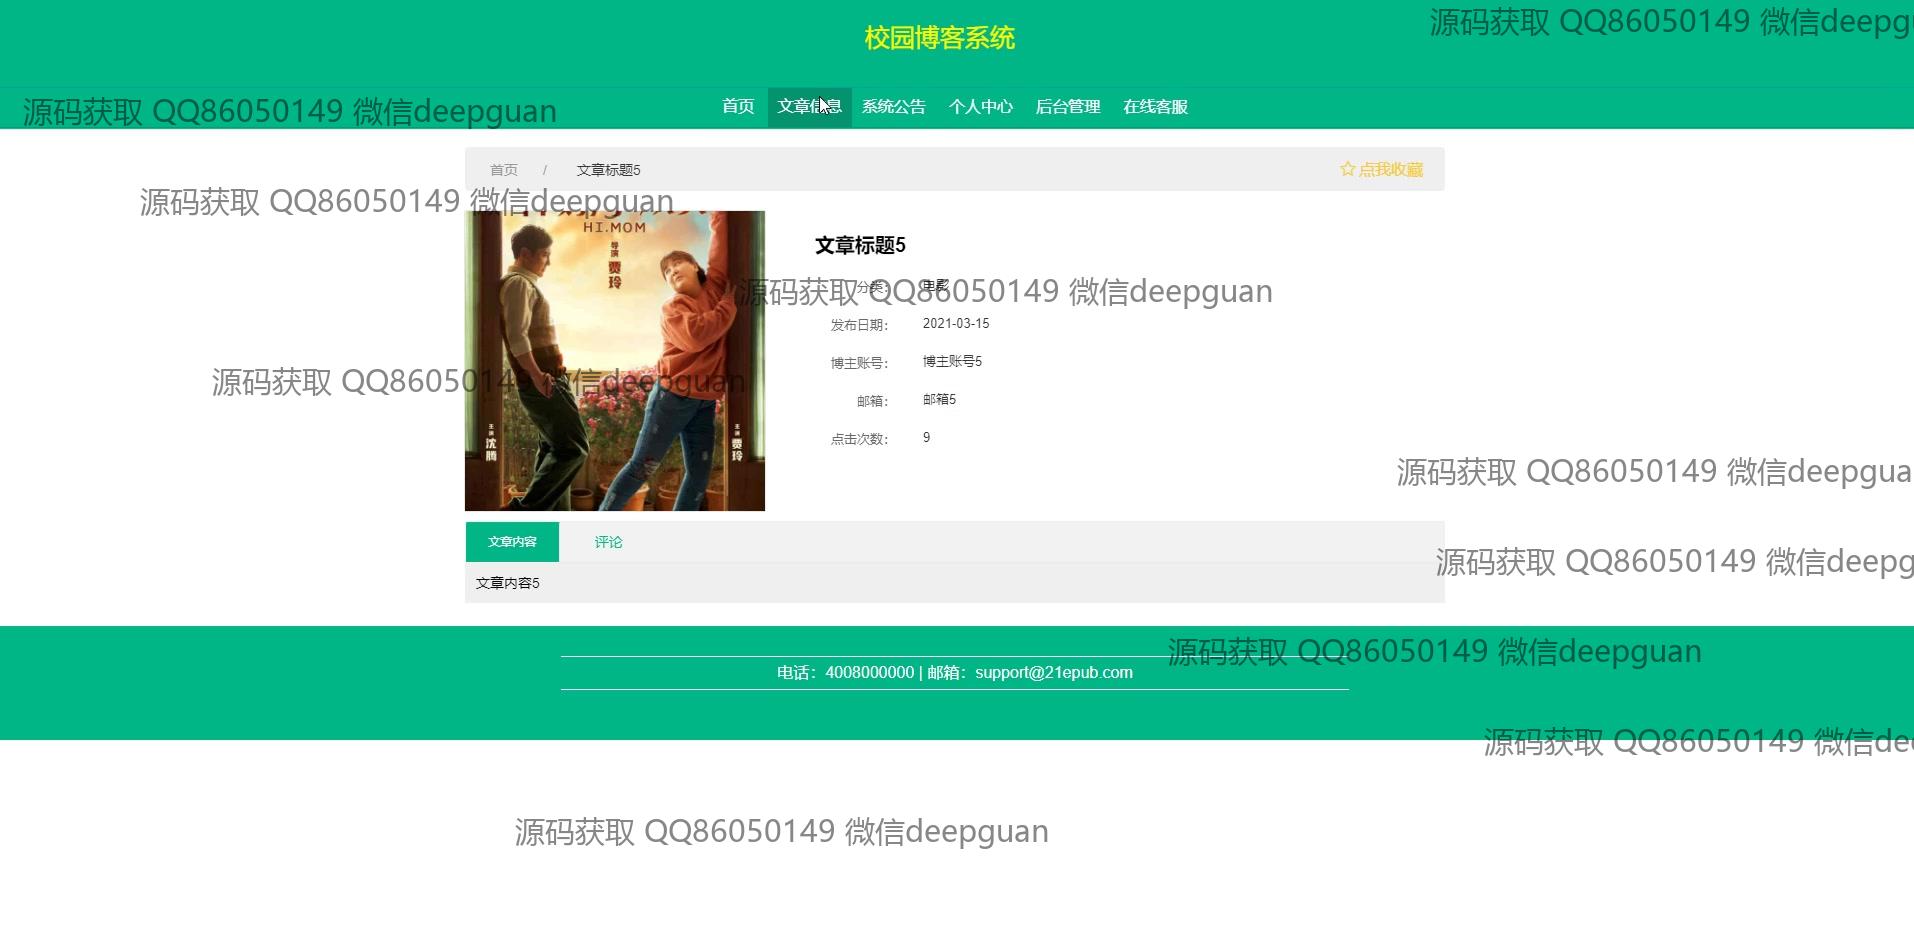 校园博客系统
源码获取 QQ86050149 微信deepg
首页 文章信息 系统公告 个人中心 后台管理 在线客服
源码获取 QQ86050149 微信deepguan
首页 / 文章标题5
点我收藏
源码获取 QQ86050149 微信deepguan
HI.MOM
导演 贾玲
主演 沈腾
主演 贾玲
文章标题5
分类: 电影
源码获取 QQ86050149 微信deepguan
发布日期: 2021-03-15
博主账号: 博主账号5
源码获取 QQ86050149 微信deepguan
邮箱: 邮箱5
点击次数: 9
源码获取 QQ86050149 微信deepgua
文章内容 评论
源码获取 QQ86050149 微信deepg
文章内容5
源码获取 QQ86050149 微信deepguan
电话：4008000000 | 邮箱：support@21epub.com
源码获取 QQ86050149 微信de
源码获取 QQ86050149 微信deepguan